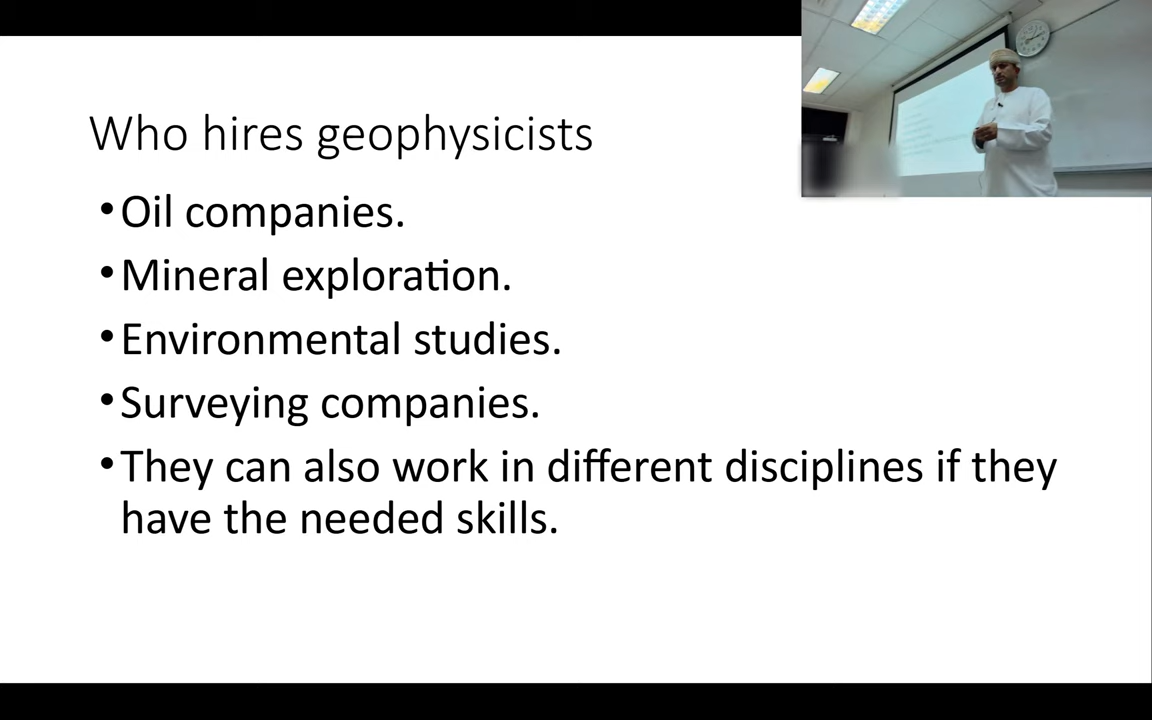 Who hires geophysicists
•Oil companies.
•Mineral exploration.
•Environmental studies.
•Surveying companies.
•They can also work in different disciplines if they
have the needed skills.